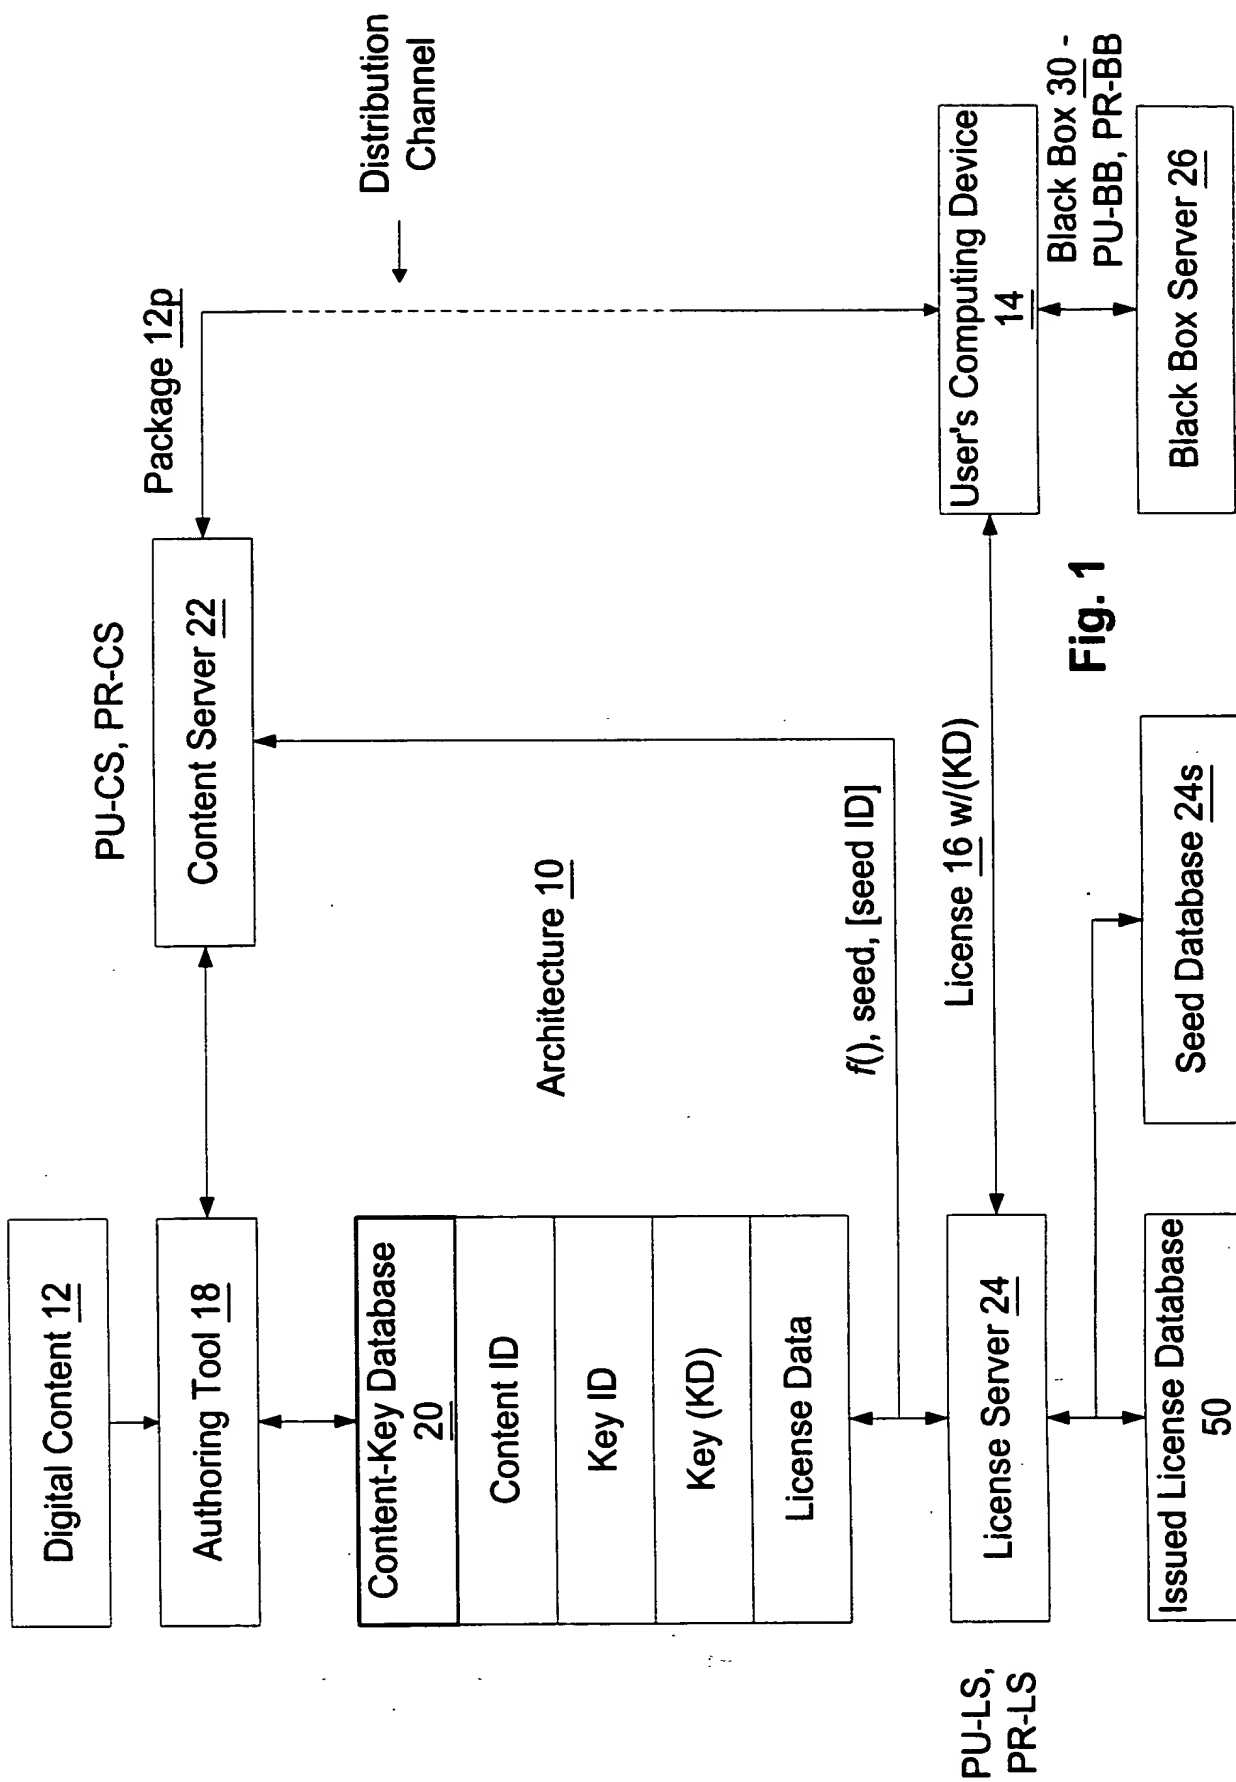 Digital Content 12
Authoring Tool 18
Content-Key Database
20
Content ID
Key ID
Key (KD)
License Data
PU-LS,
PR-LS
License Server 24
Issued License Database
50
Seed Database 24s
f(), seed, [seed ID]
License 16 w/(KD)
Architecture 10
PU-CS, PR-CS
Content Server 22
Package 12p
Distribution
Channel
User's Computing Device
14
Black Box 30 -
PU-BB, PR-BB
Black Box Server 26
Fig. 1